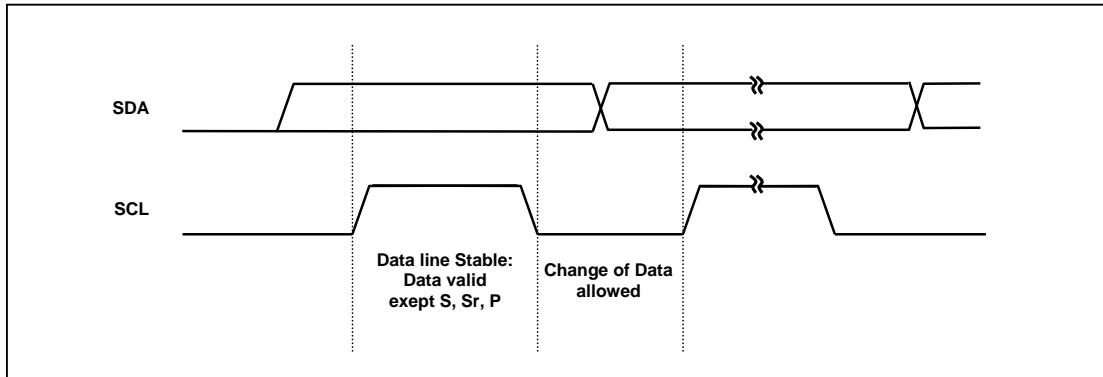 SDA
SCL
Data line Stable:
Data valid
exept S, Sr, P
Change of Data
allowed